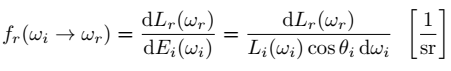 f_r(ω_i → ω_r) = dL_r(ω_r) / dE_i(ω_i) = dL_r(ω_r) / L_i(ω_i) cos θ_i dω_i [1 / sr]